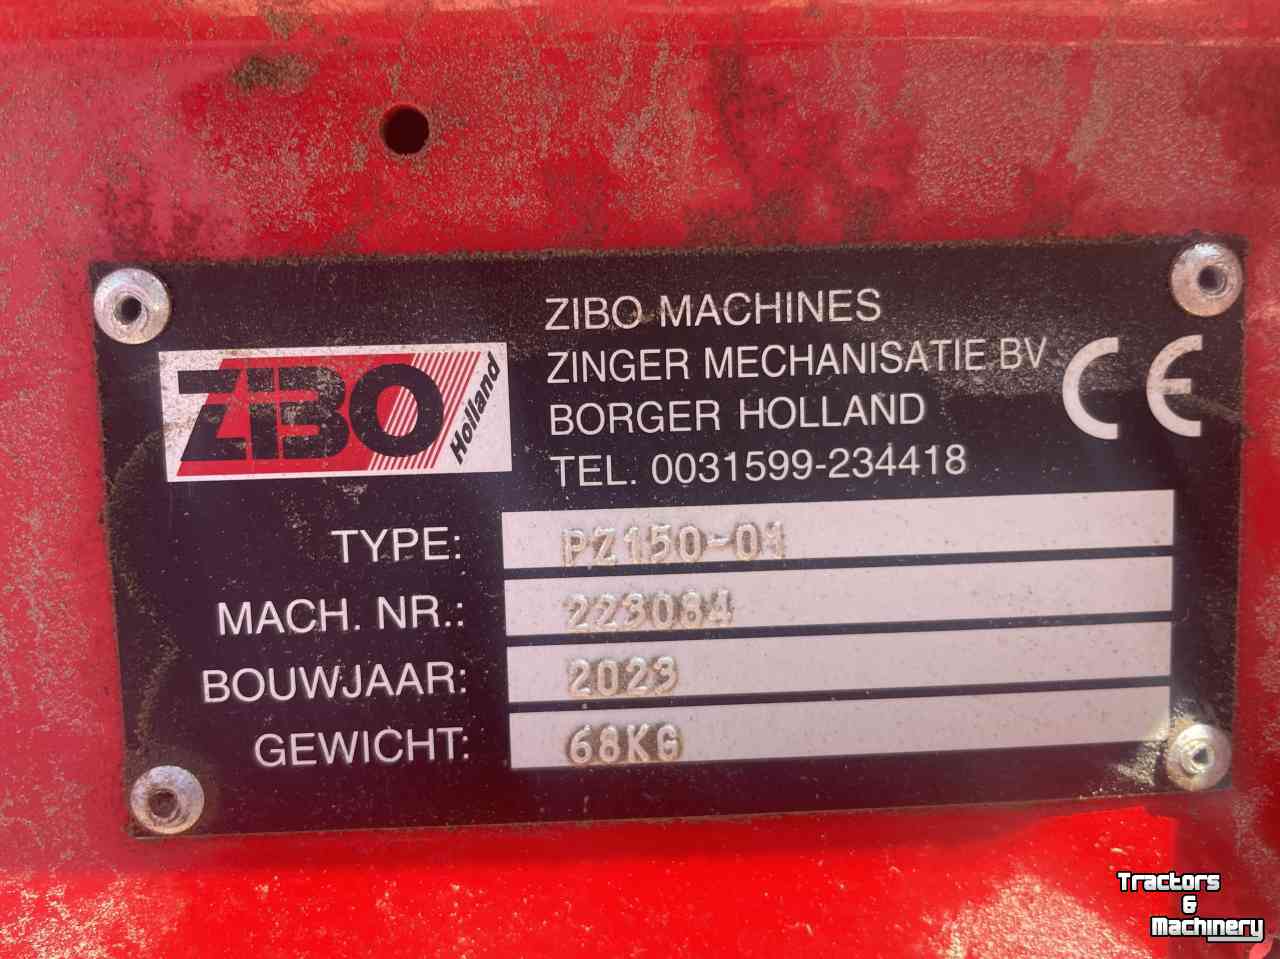 ZIBO Holland
ZIBO MACHINES
ZINGER MECHANISATIE BV
BORGER HOLLAND
TEL. 0031599-234418
CE
TYPE: PZ150-01
MACH. NR.: 223084
BOUWJAAR: 2023
GEWICHT: 68KG
Tractors
&
Machinery